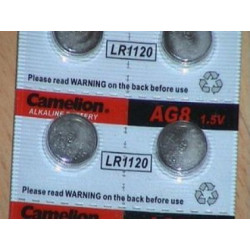 LR1120
Please read WARNING on the back before use
Camelion® AG8 1.5V
ALKALINE BATTERY
LR1120
Please read WARNING on the back before use